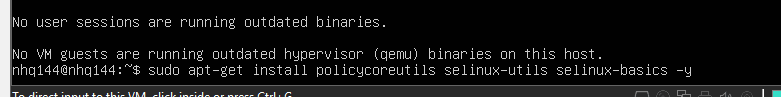 No user sessions are running outdated binaries.
No VM guests are running outdated hypervisor (qemu) binaries on this host.
nhq144@nhq144:~$ sudo apt-get install policycoreutils selinux-utils selinux-basics -y
To direct input to this VM, click inside or press Ctrl+G.